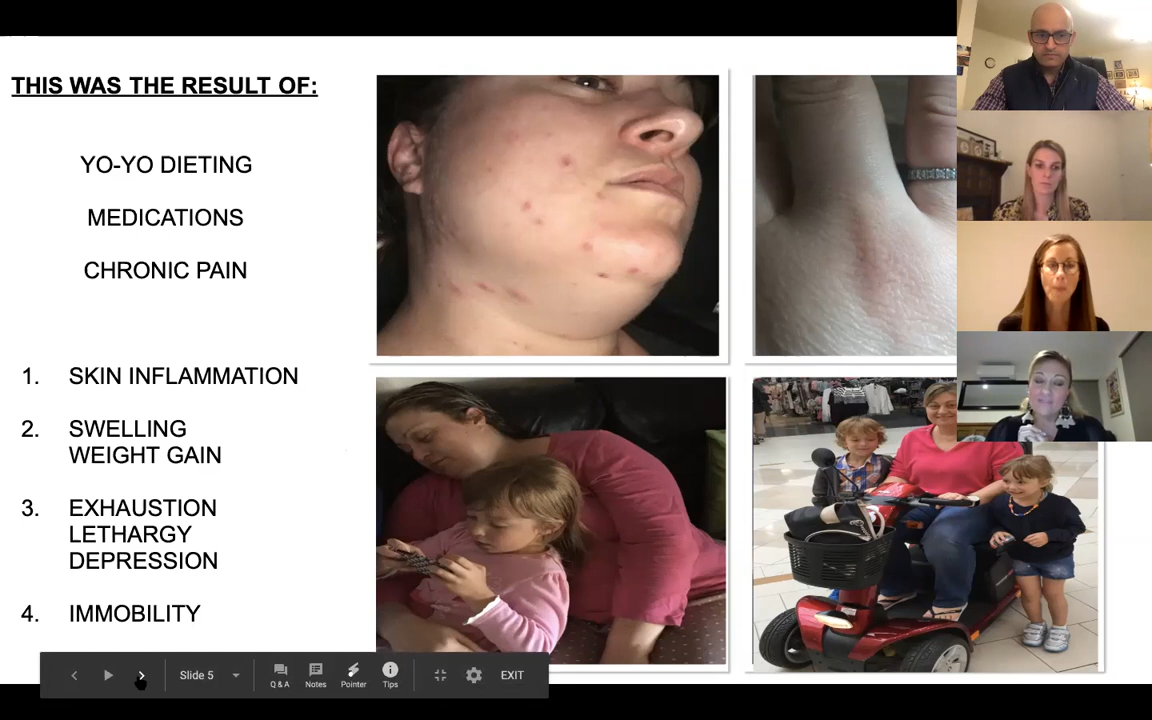 THIS WAS THE RESULT OF:
YO-YO DIETING
MEDICATIONS
CHRONIC PAIN
1. SKIN INFLAMMATION
2. SWELLING
WEIGHT GAIN
3. EXHAUSTION
LETHARGY
DEPRESSION
4. IMMOBILITY
Slide 5
Q & A
Notes
Pointer
Tips
EXIT